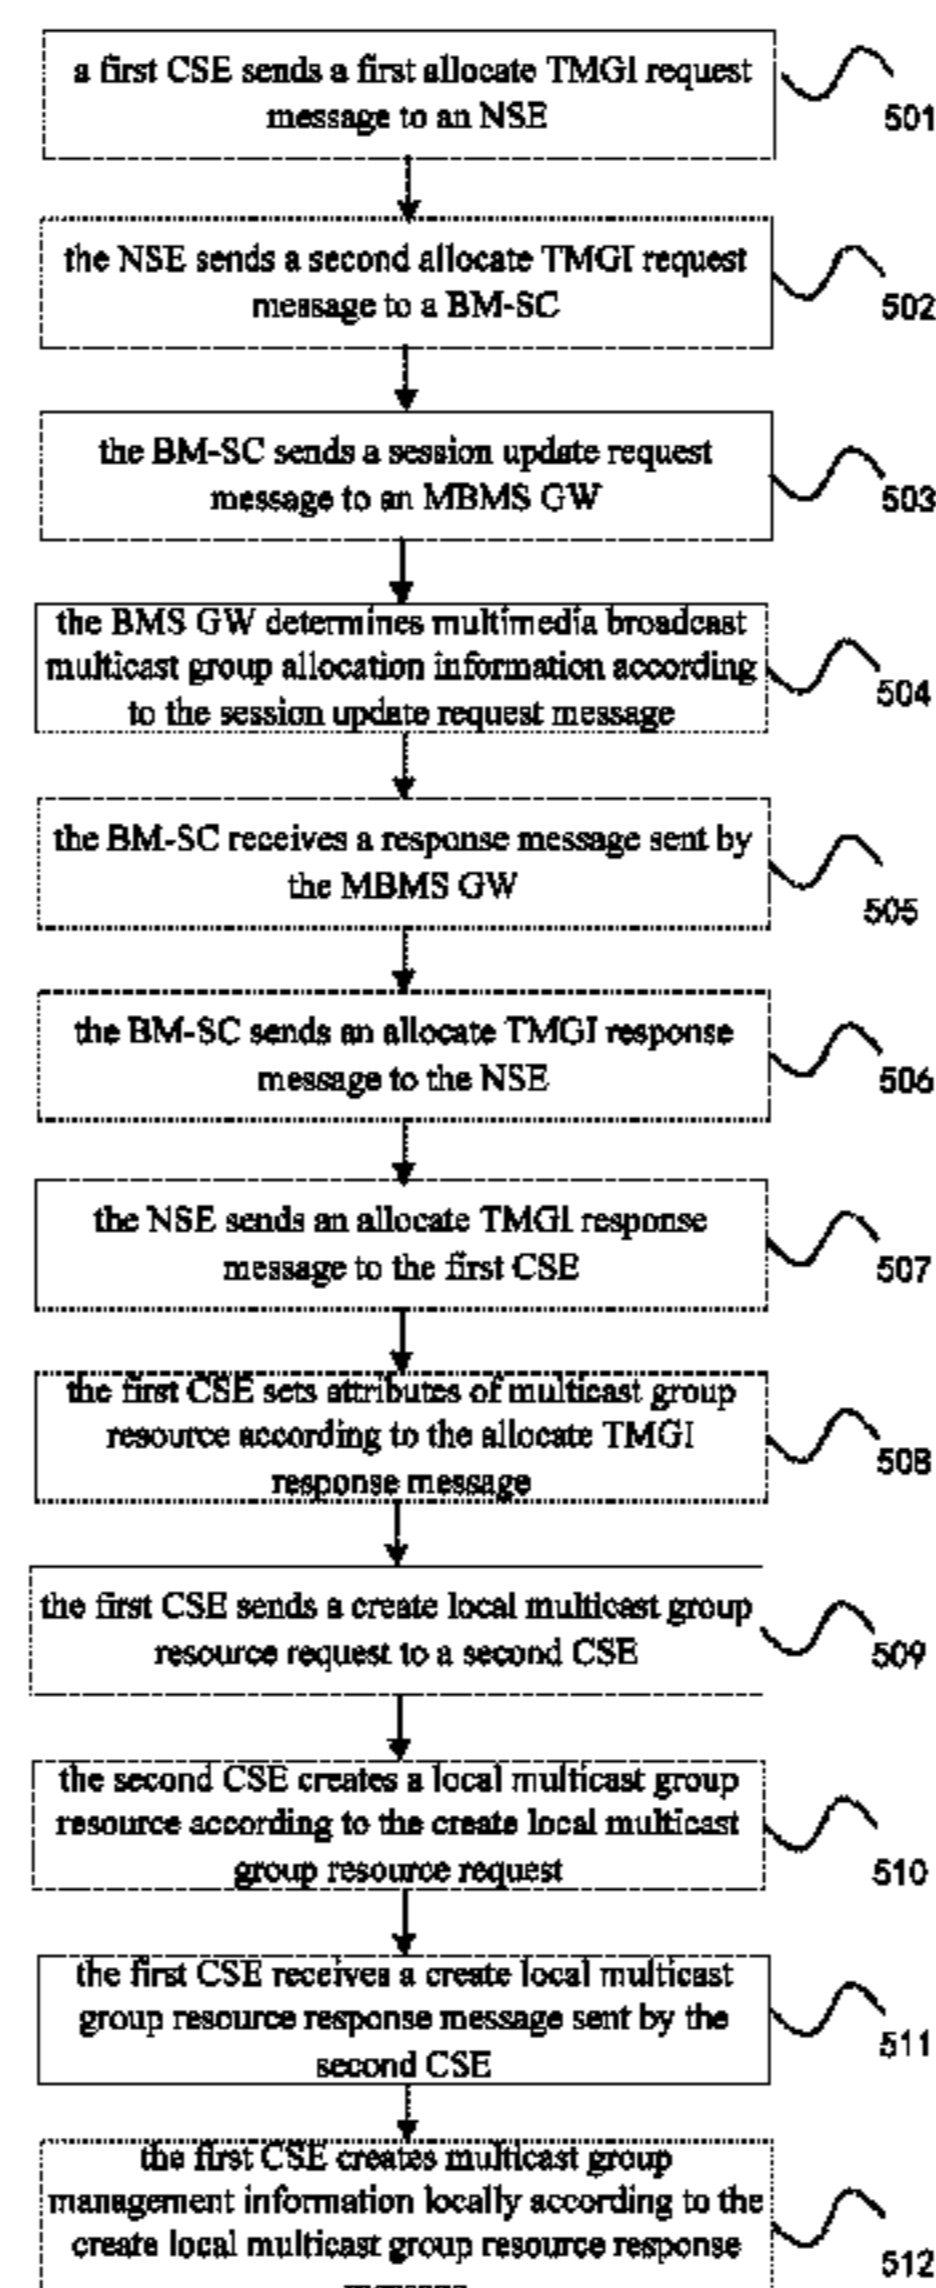 a first CSE sends a first allocate TMGI request
message to an NSE
501
the NSE sends a second allocate TMGI request
message to a BM-SC
502
the BM-SC sends a session update request
message to an MBMS GW
503
the BMS GW determines multimedia broadcast
multicast group allocation information according
to the session update request message
504
the BM-SC receives a response message sent by
the MBMS GW
505
the BM-SC sends an allocate TMGI response
message to the NSE
506
the NSE sends an allocate TMGI response
message to the first CSE
507
the first CSE sets attributes of multicast group
resource according to the allocate TMGI
response message
508
the first CSE sends a create local multicast group
resource request to a second CSE
509
the second CSE creates a local multicast group
resource according to the create local multicast
group resource request
510
the first CSE receives a create local multicast
group resource response message sent by the
second CSE
511
the first CSE creates multicast group
management information locally according to the
create local multicast group resource response
512